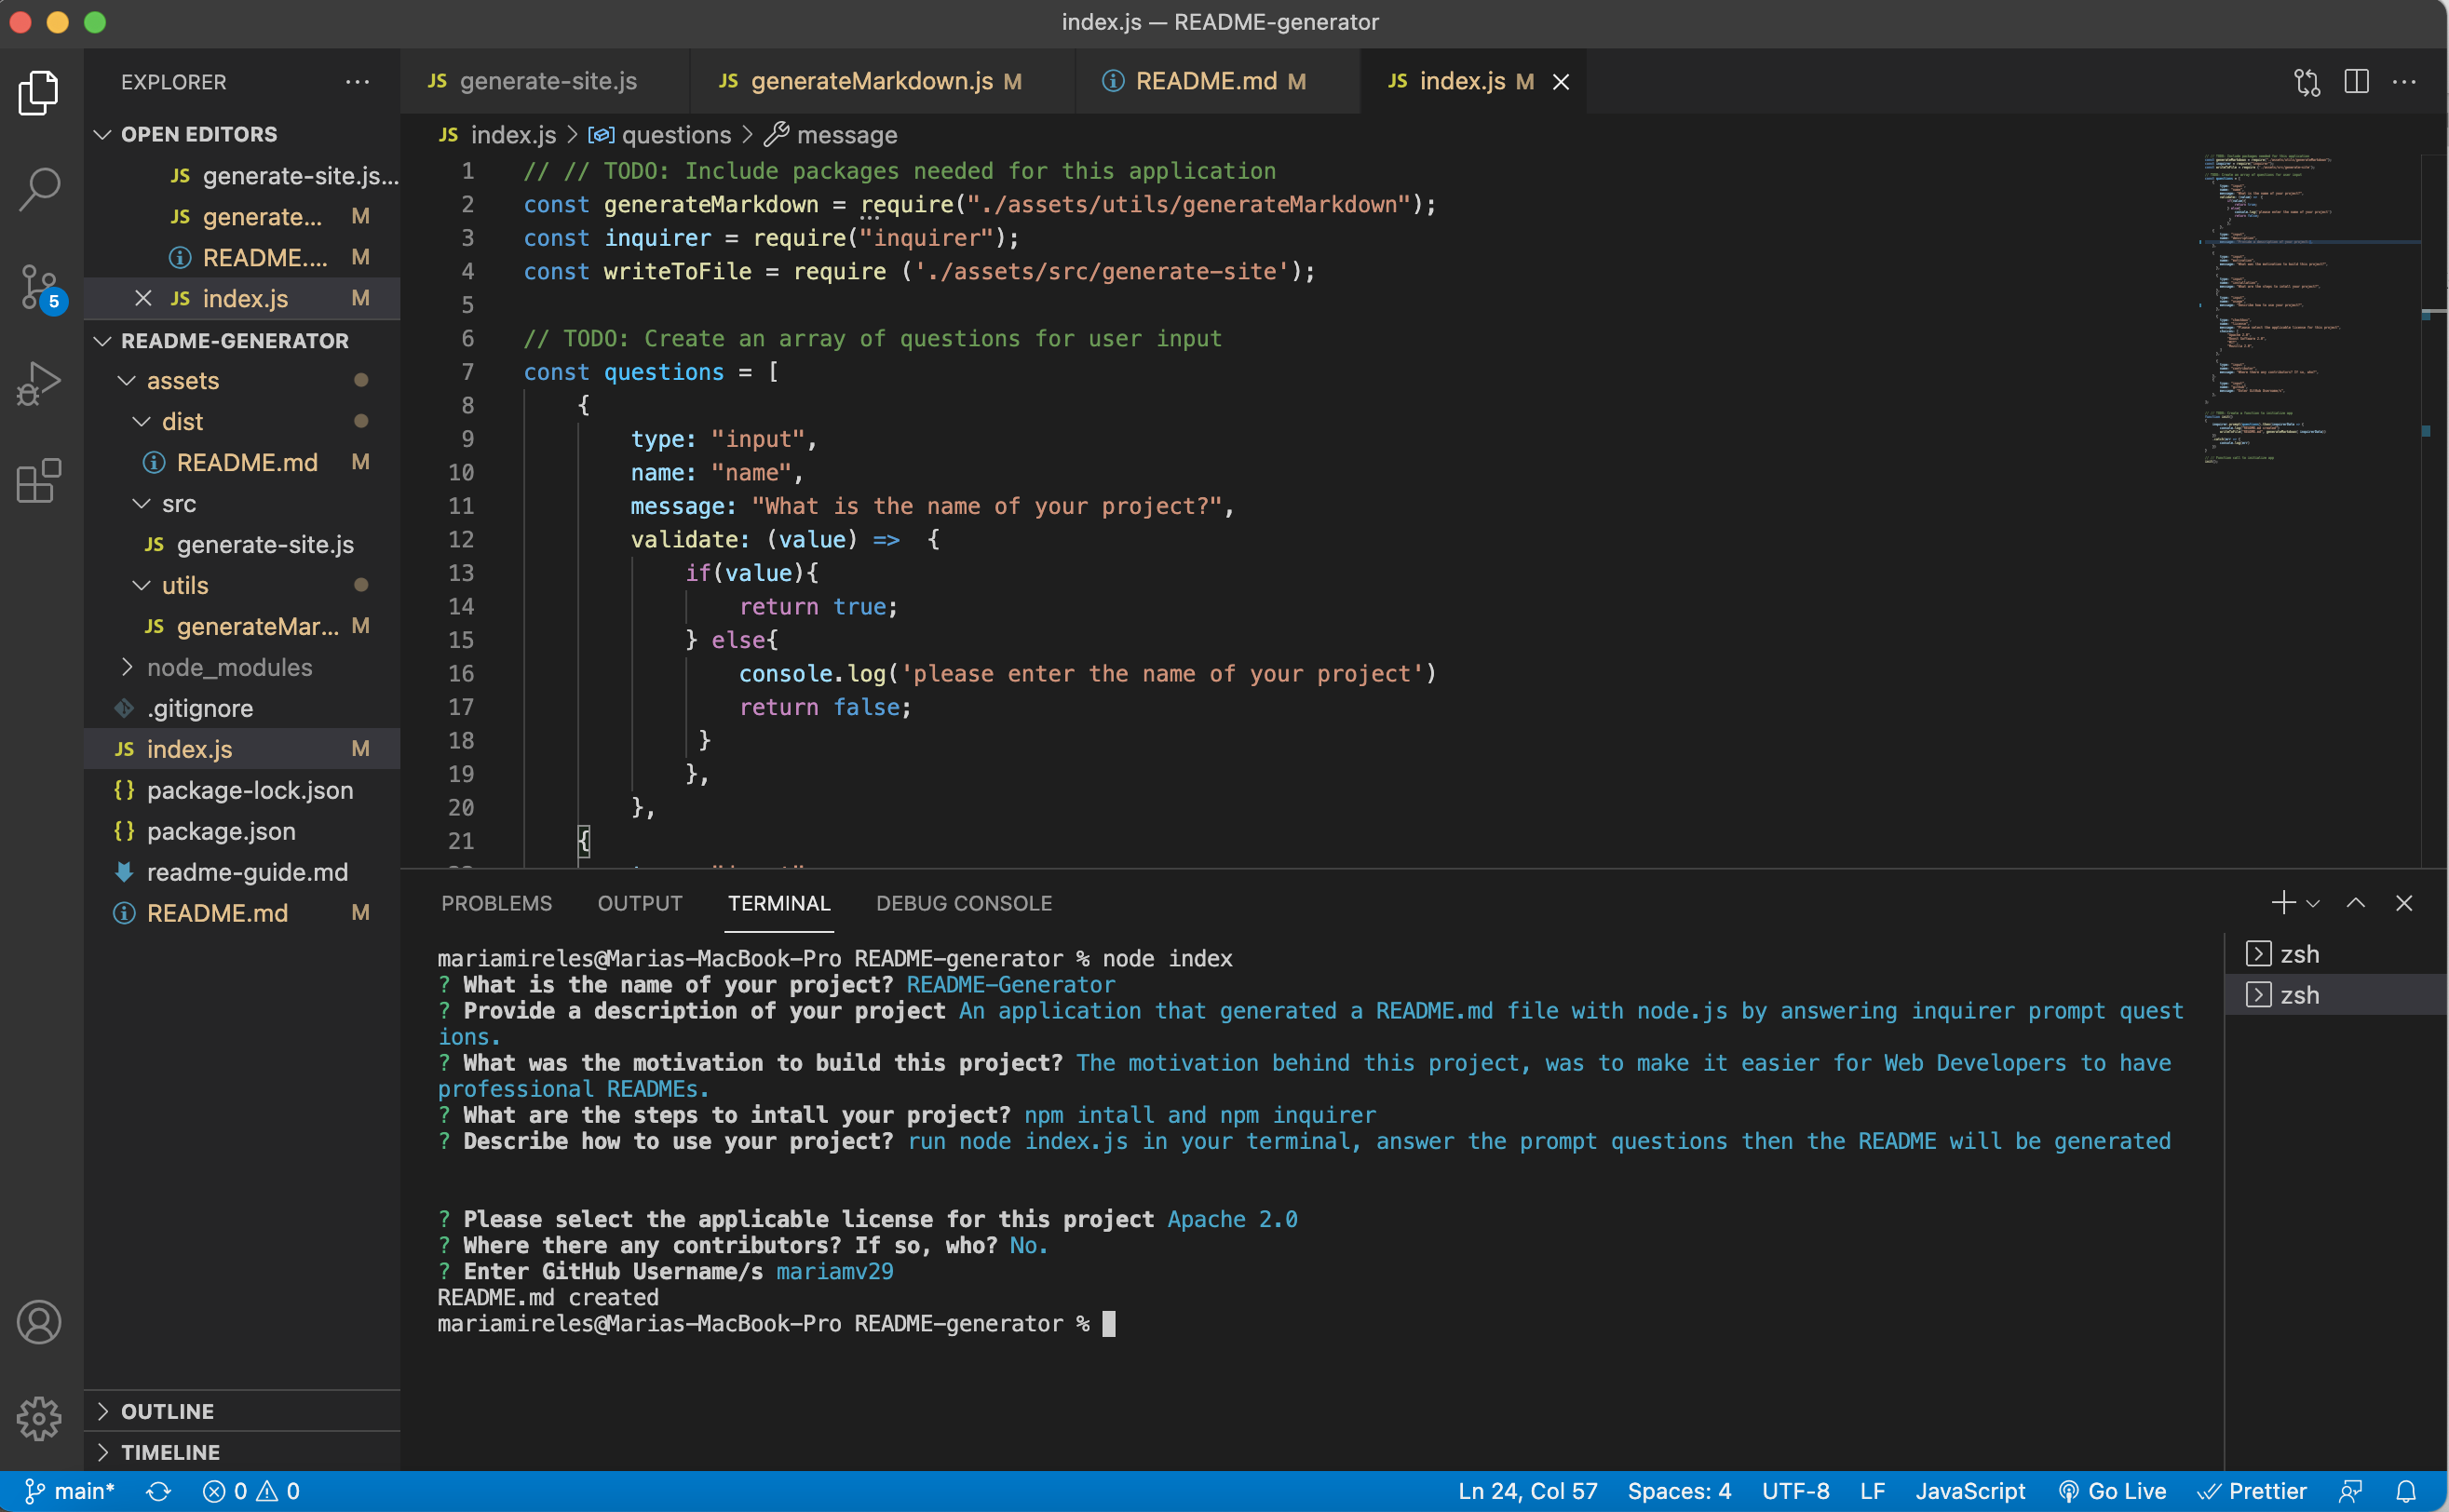 index.js — README-generator
EXPLORER
OPEN EDITORS
JS generate-site.js...
JS generate... M
README.... M
JS index.js M
README-GENERATOR
assets
dist
README.md M
src
JS generate-site.js
utils
JS generateMar... M
node_modules
.gitignore
JS index.js M
{} package-lock.json
{} package.json
readme-guide.md
README.md M
OUTLINE
TIMELINE
5
JS generate-site.js JS generateMarkdown.js M README.md M JS index.js M
JS index.js > questions > message
1 // // TODO: Include packages needed for this application
2 const generateMarkdown = require("./assets/utils/generateMarkdown");
3 const inquirer = require("inquirer");
4 const writeToFile = require ('./assets/src/generate-site');
5
6 // TODO: Create an array of questions for user input
7 const questions = [
8 {
9 type: "input",
10 name: "name",
11 message: "What is the name of your project?",
12 validate: (value) => {
13 if(value){
14 return true;
15 } else{
16 console.log('please enter the name of your project')
17 return false;
18 }
19 },
20 },
21 {
PROBLEMS OUTPUT TERMINAL DEBUG CONSOLE
zsh
zsh
mariamireles@Marias-MacBook-Pro README-generator % node index
? What is the name of your project? README-Generator
? Provide a description of your project An application that generated a README.md file with node.js by answering inquirer prompt quest
ions.
? What was the motivation to build this project? The motivation behind this project, was to make it easier for Web Developers to have
professional READMEs.
? What are the steps to intall your project? npm intall and npm inquirer
? Describe how to use your project? run node index.js in your terminal, answer the prompt questions then the README will be generated
? Please select the applicable license for this project Apache 2.0
? Where there any contributors? If so, who? No.
? Enter GitHub Username/s mariamv29
README.md created
mariamireles@Marias-MacBook-Pro README-generator %
main* 0 0 Ln 24, Col 57 Spaces: 4 UTF-8 LF JavaScript Go Live Prettier